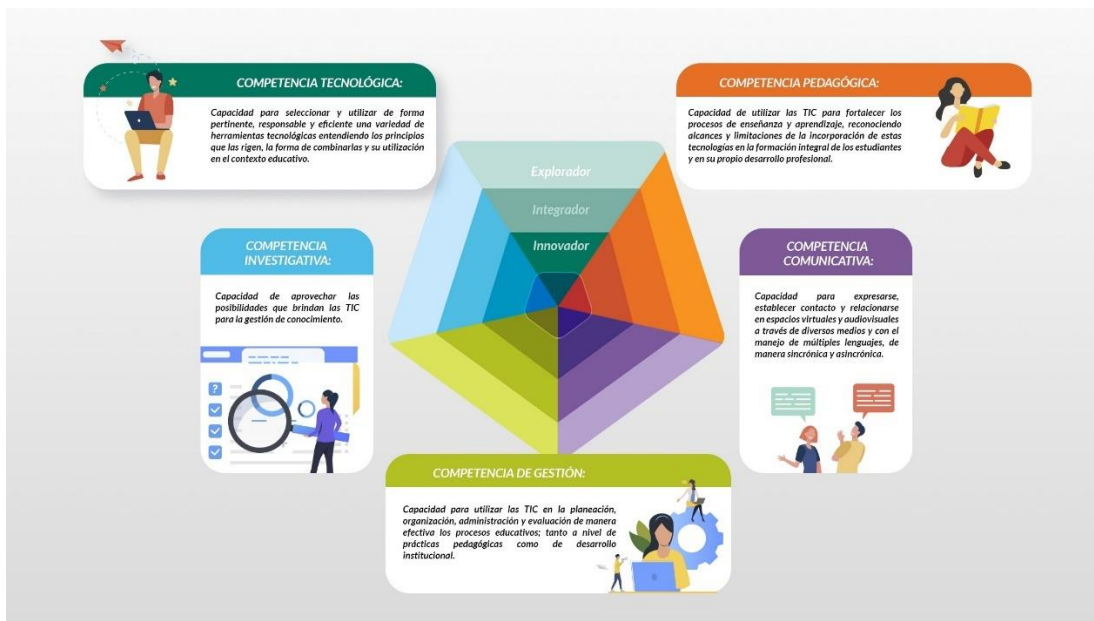 COMPETENCIA TECNOLÓGICA:
Capacidad para seleccionar y utilizar de forma
pertinente, responsable y eficiente una variedad de
herramientas tecnológicas entendiendo los principios
que las rigen, la forma de combinarlas y su utilización
en el contexto educativo.
COMPETENCIA PEDAGÓGICA:
Capacidad de utilizar las TIC para fortalecer los
procesos de enseñanza y aprendizaje, reconociendo
alcances y limitaciones de la incorporación de estas
tecnologías en la formación integral de los estudiantes
y en su propio desarrollo profesional.
Explorador
Integrador
Innovador
COMPETENCIA
INVESTIGATIVA:
Capacidad de aprovechar las
posibilidades que brindan las TIC
para la gestión de conocimiento.
?
COMPETENCIA
COMUNICATIVA:
Capacidad para expresarse,
establecer contacto y relacionarse
en espacios virtuales y audiovisuales
a través de diversos medios y con el
manejo de múltiples lenguajes, de
manera sincrónica y asincrónica.
COMPETENCIA DE GESTIÓN:
Capacidad para utilizar las TIC en la planeación,
organización, administración y evaluación de manera
efectiva los procesos educativos; tanto a nivel de
prácticas pedagógicas como de desarrollo
institucional.